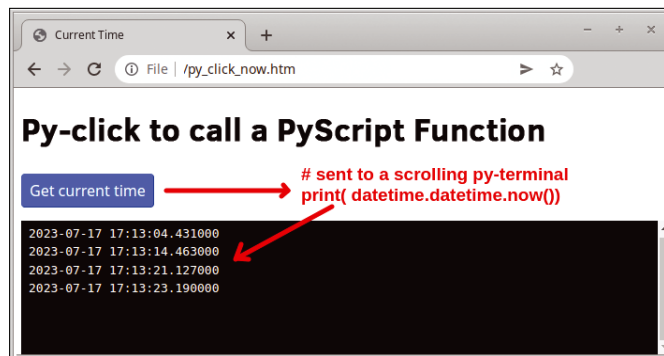 Current Time
File | /py_click_now.htm
Py-click to call a PyScript Function
Get current time
# sent to a scrolling py-terminal
print( datetime.datetime.now())
2023-07-17 17:13:04.431000
2023-07-17 17:13:14.463000
2023-07-17 17:13:21.127000
2023-07-17 17:13:23.190000